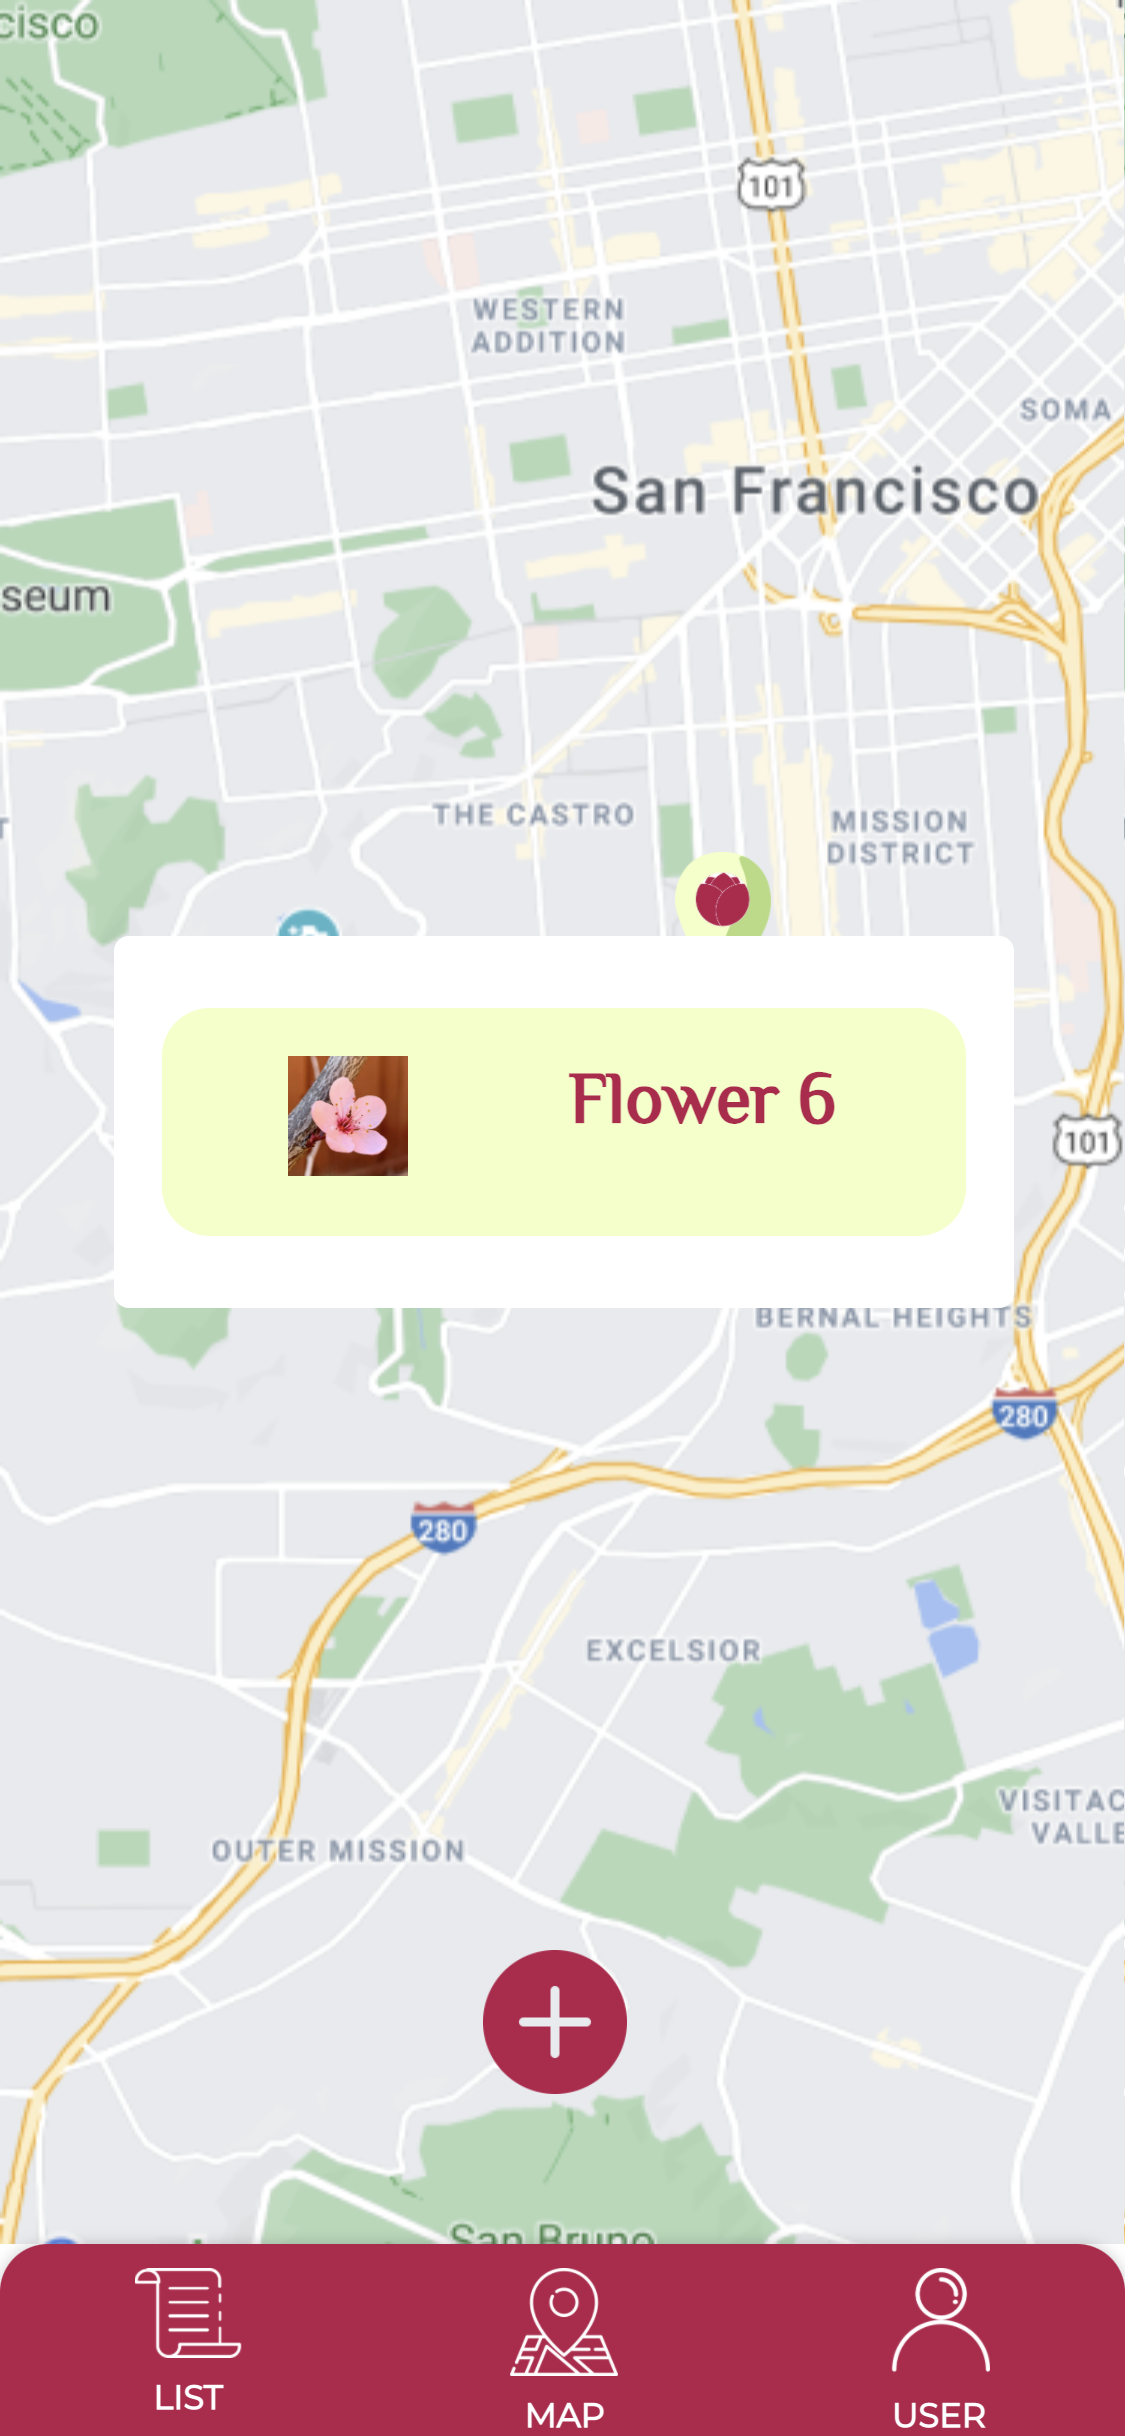 cisco
101
WESTERN
ADDITION
SOMA
San Francisco
seum
THE CASTRO
MISSION
DISTRICT
Flower 6
101
BERNAL HEIGHTS
280
280
EXCELSIOR
VISITAC
VALLE
OUTER MISSION
San Bruno
LIST
MAP
USER